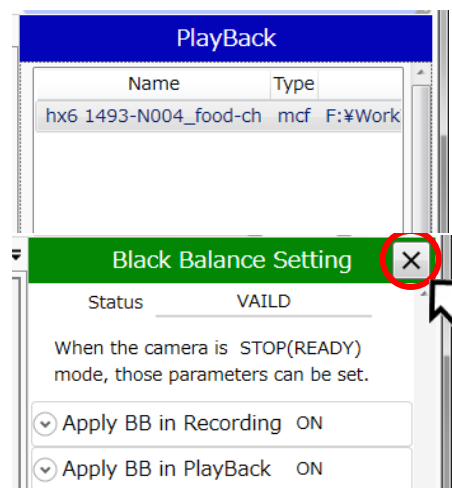 PlayBack
Name Type
hx6 1493-N004_food-ch mcf F:¥Work
Black Balance Setting
Status VAILD
When the camera is STOP(READY)
mode, those parameters can be set.
Apply BB in Recording ON
Apply BB in PlayBack ON